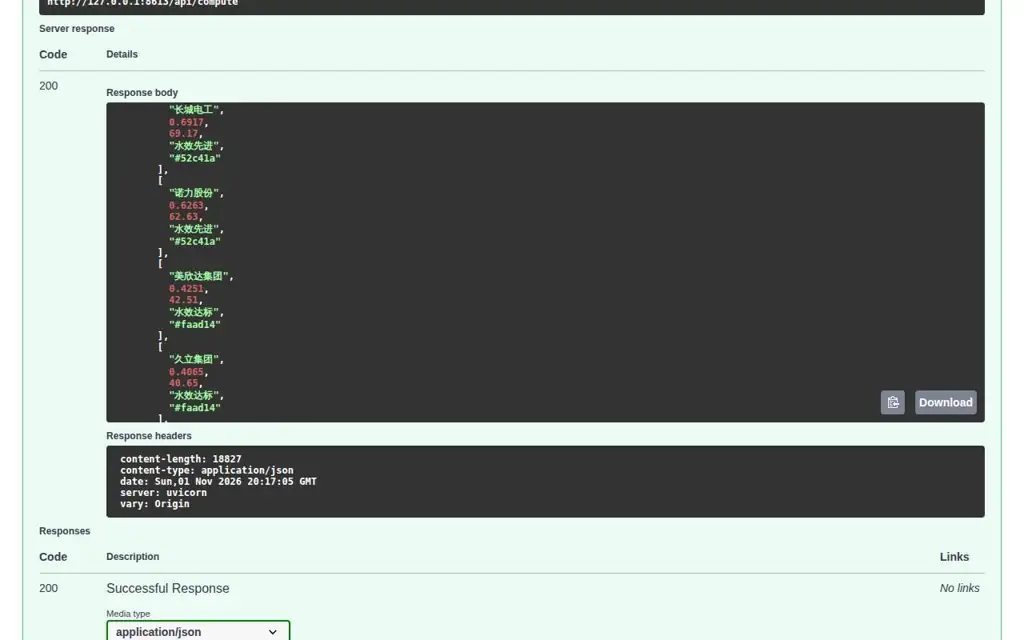 http://127.0.0.1:8613/api/compute
Server response
Code Details
200
Response body
"长城电工",
0.6917,
69.17,
"水效先进",
"#52c41a"
],
[
"诺力股份",
0.6263,
62.63,
"水效先进",
"#52c41a"
],
[
"美欣达集团",
0.4251,
42.51,
"水效达标",
"#faad14"
],
[
"久立集团",
0.4065,
40.65,
"水效达标",
"#faad14"
],
Download
Response headers
content-length: 18827
content-type: application/json
date: Sun,01 Nov 2026 20:17:05 GMT
server: uvicorn
vary: Origin
Responses
Code Description Links
200 Successful Response No links
Media type
application/json